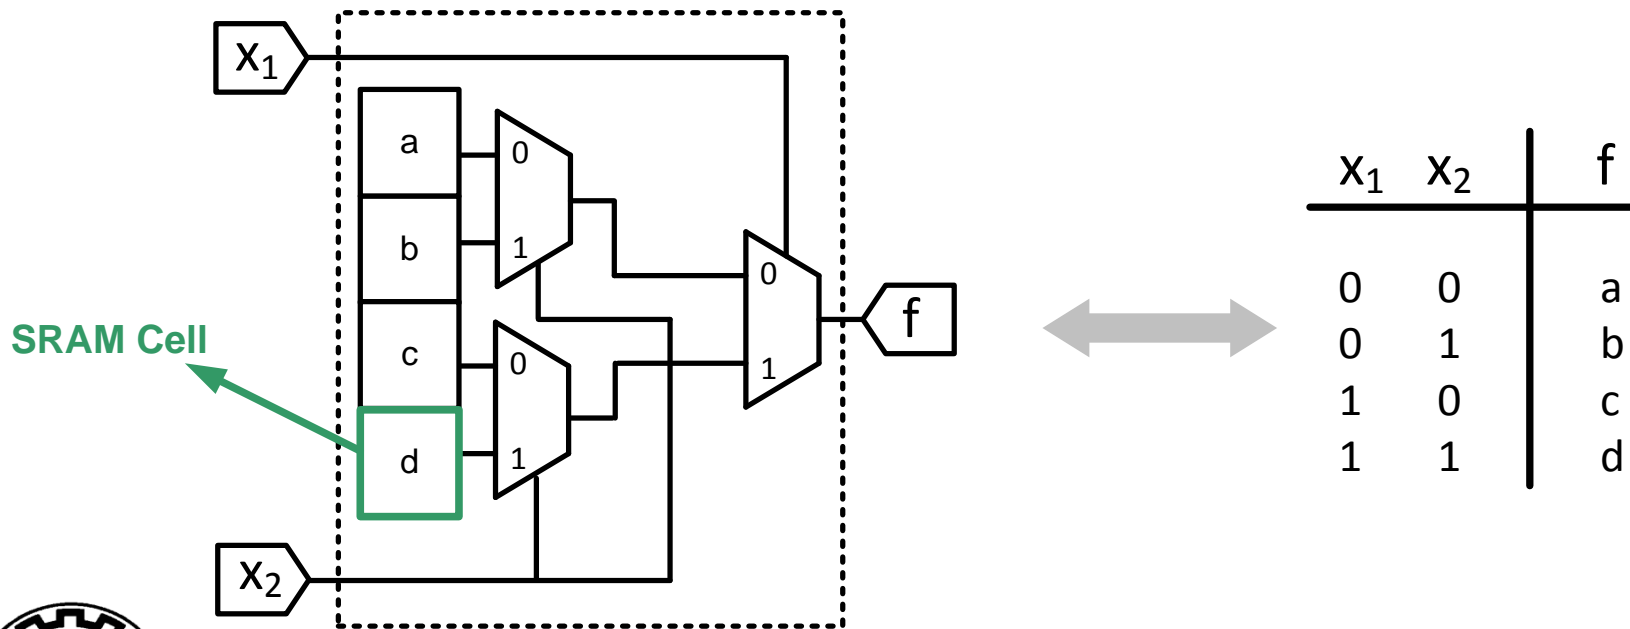 x₁
a
0
b
1
c
0
SRAM Cell
d
1
0
1
f
x₂
x₁ x₂ f
0 0 a
0 1 b
1 0 c
1 1 d